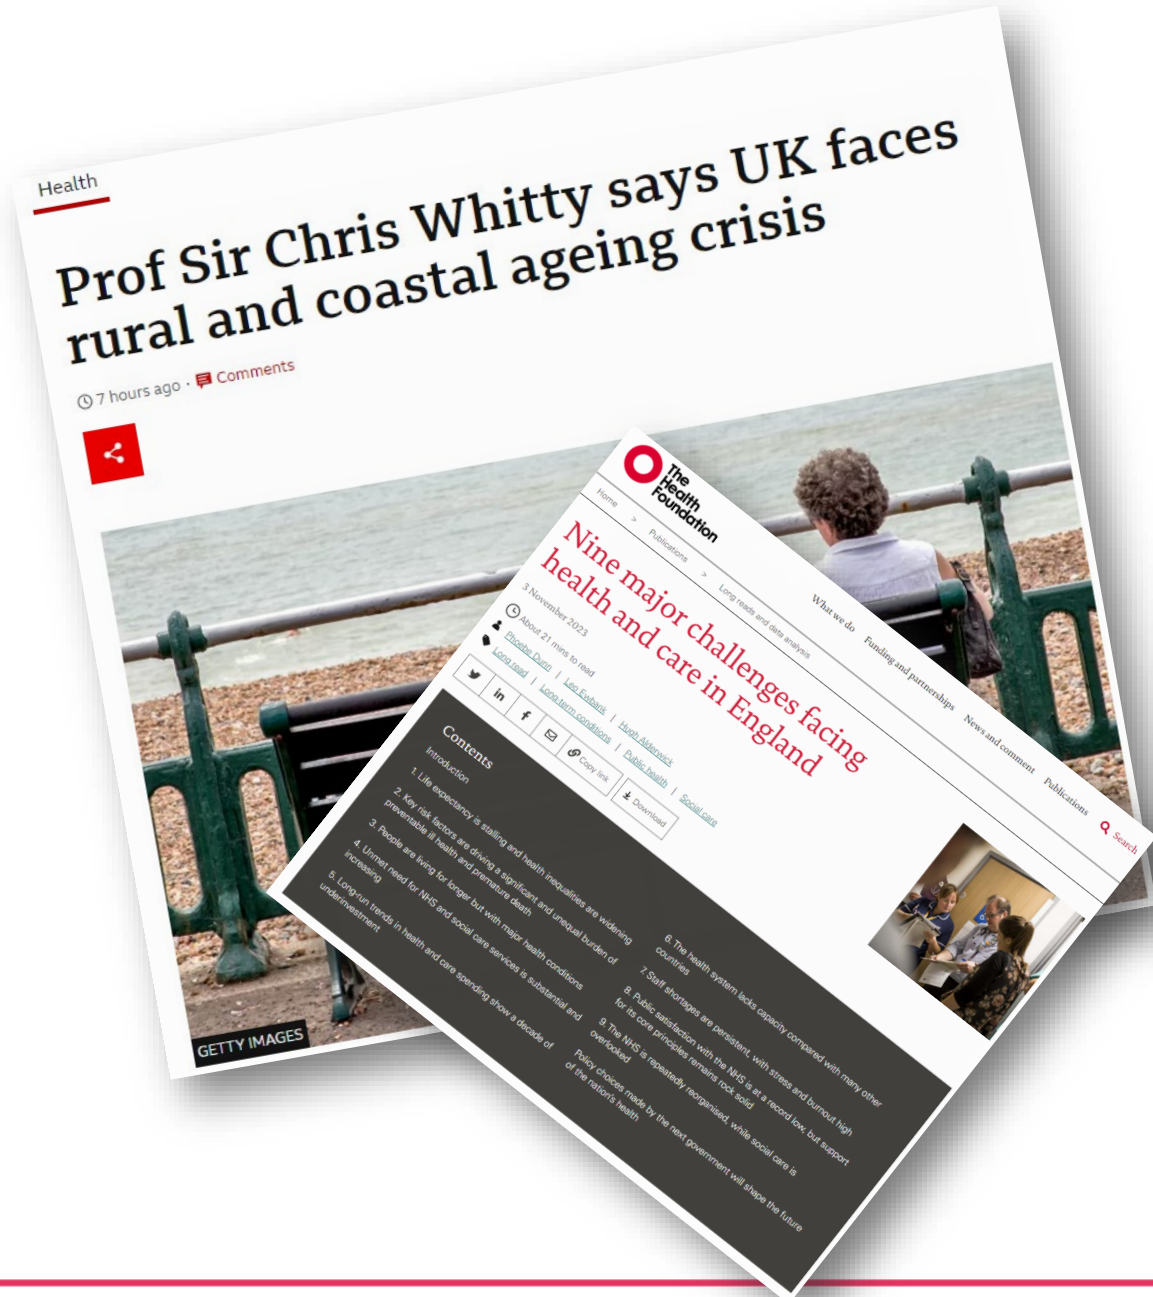 Health
Prof Sir Chris Whitty says UK faces
rural and coastal ageing crisis
7 hours ago · Comments
GETTY IMAGES
The
Health
Foundation
What we do
Funding and partnerships
News and comment
Publications
Search
Home > Publications > Long reads and data analysis
Nine major challenges facing
health and care in England
3 November 2023
About 21 mins to read
Phoebe Dunn | Leo Ewbank | Hugh Alderwick
Long read | Long term conditions | Public health | Social care
Copy link
Download
Contents
Introduction
1. Life expectancy is stalling and health inequalities are widening
2. Key risk factors are driving a significant and unequal burden of
preventable ill health and premature death
3. People are living for longer but with major health conditions
4. Unmet need for NHS and social care services is substantial and
increasing
5. Long-run trends in health and care spending show a decade of
underinvestment
6. The health system lacks capacity compared with many other
countries
7. Staff shortages are persistent, with stress and burnout high
8. Public satisfaction with the NHS is at a record low, but support
for its core principles remains rock solid
9. The NHS is repeatedly reorganised, while social care is
overlooked
Policy choices made by the next government will shape the future
of the nation's health